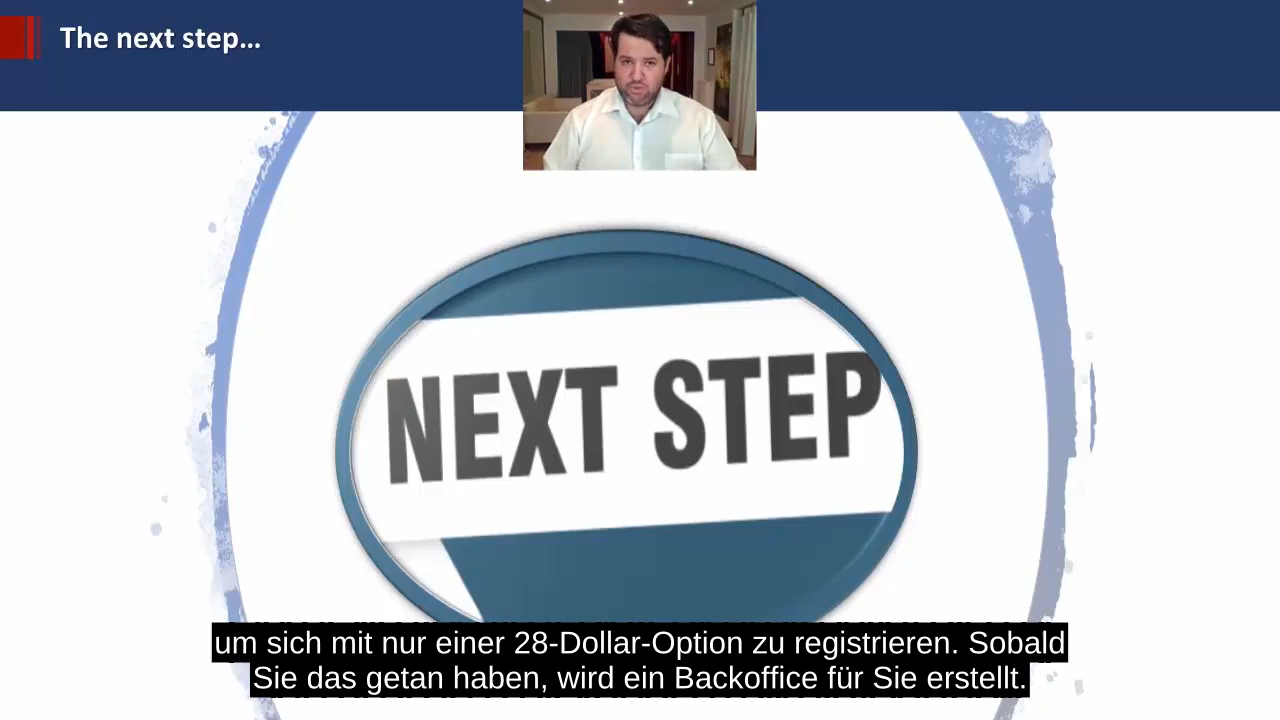 The next step...
NEXT STEP
um sich mit nur einer 28-Dollar-Option zu registrieren. Sobald
Sie das getan haben, wird ein Backoffice für Sie erstellt.